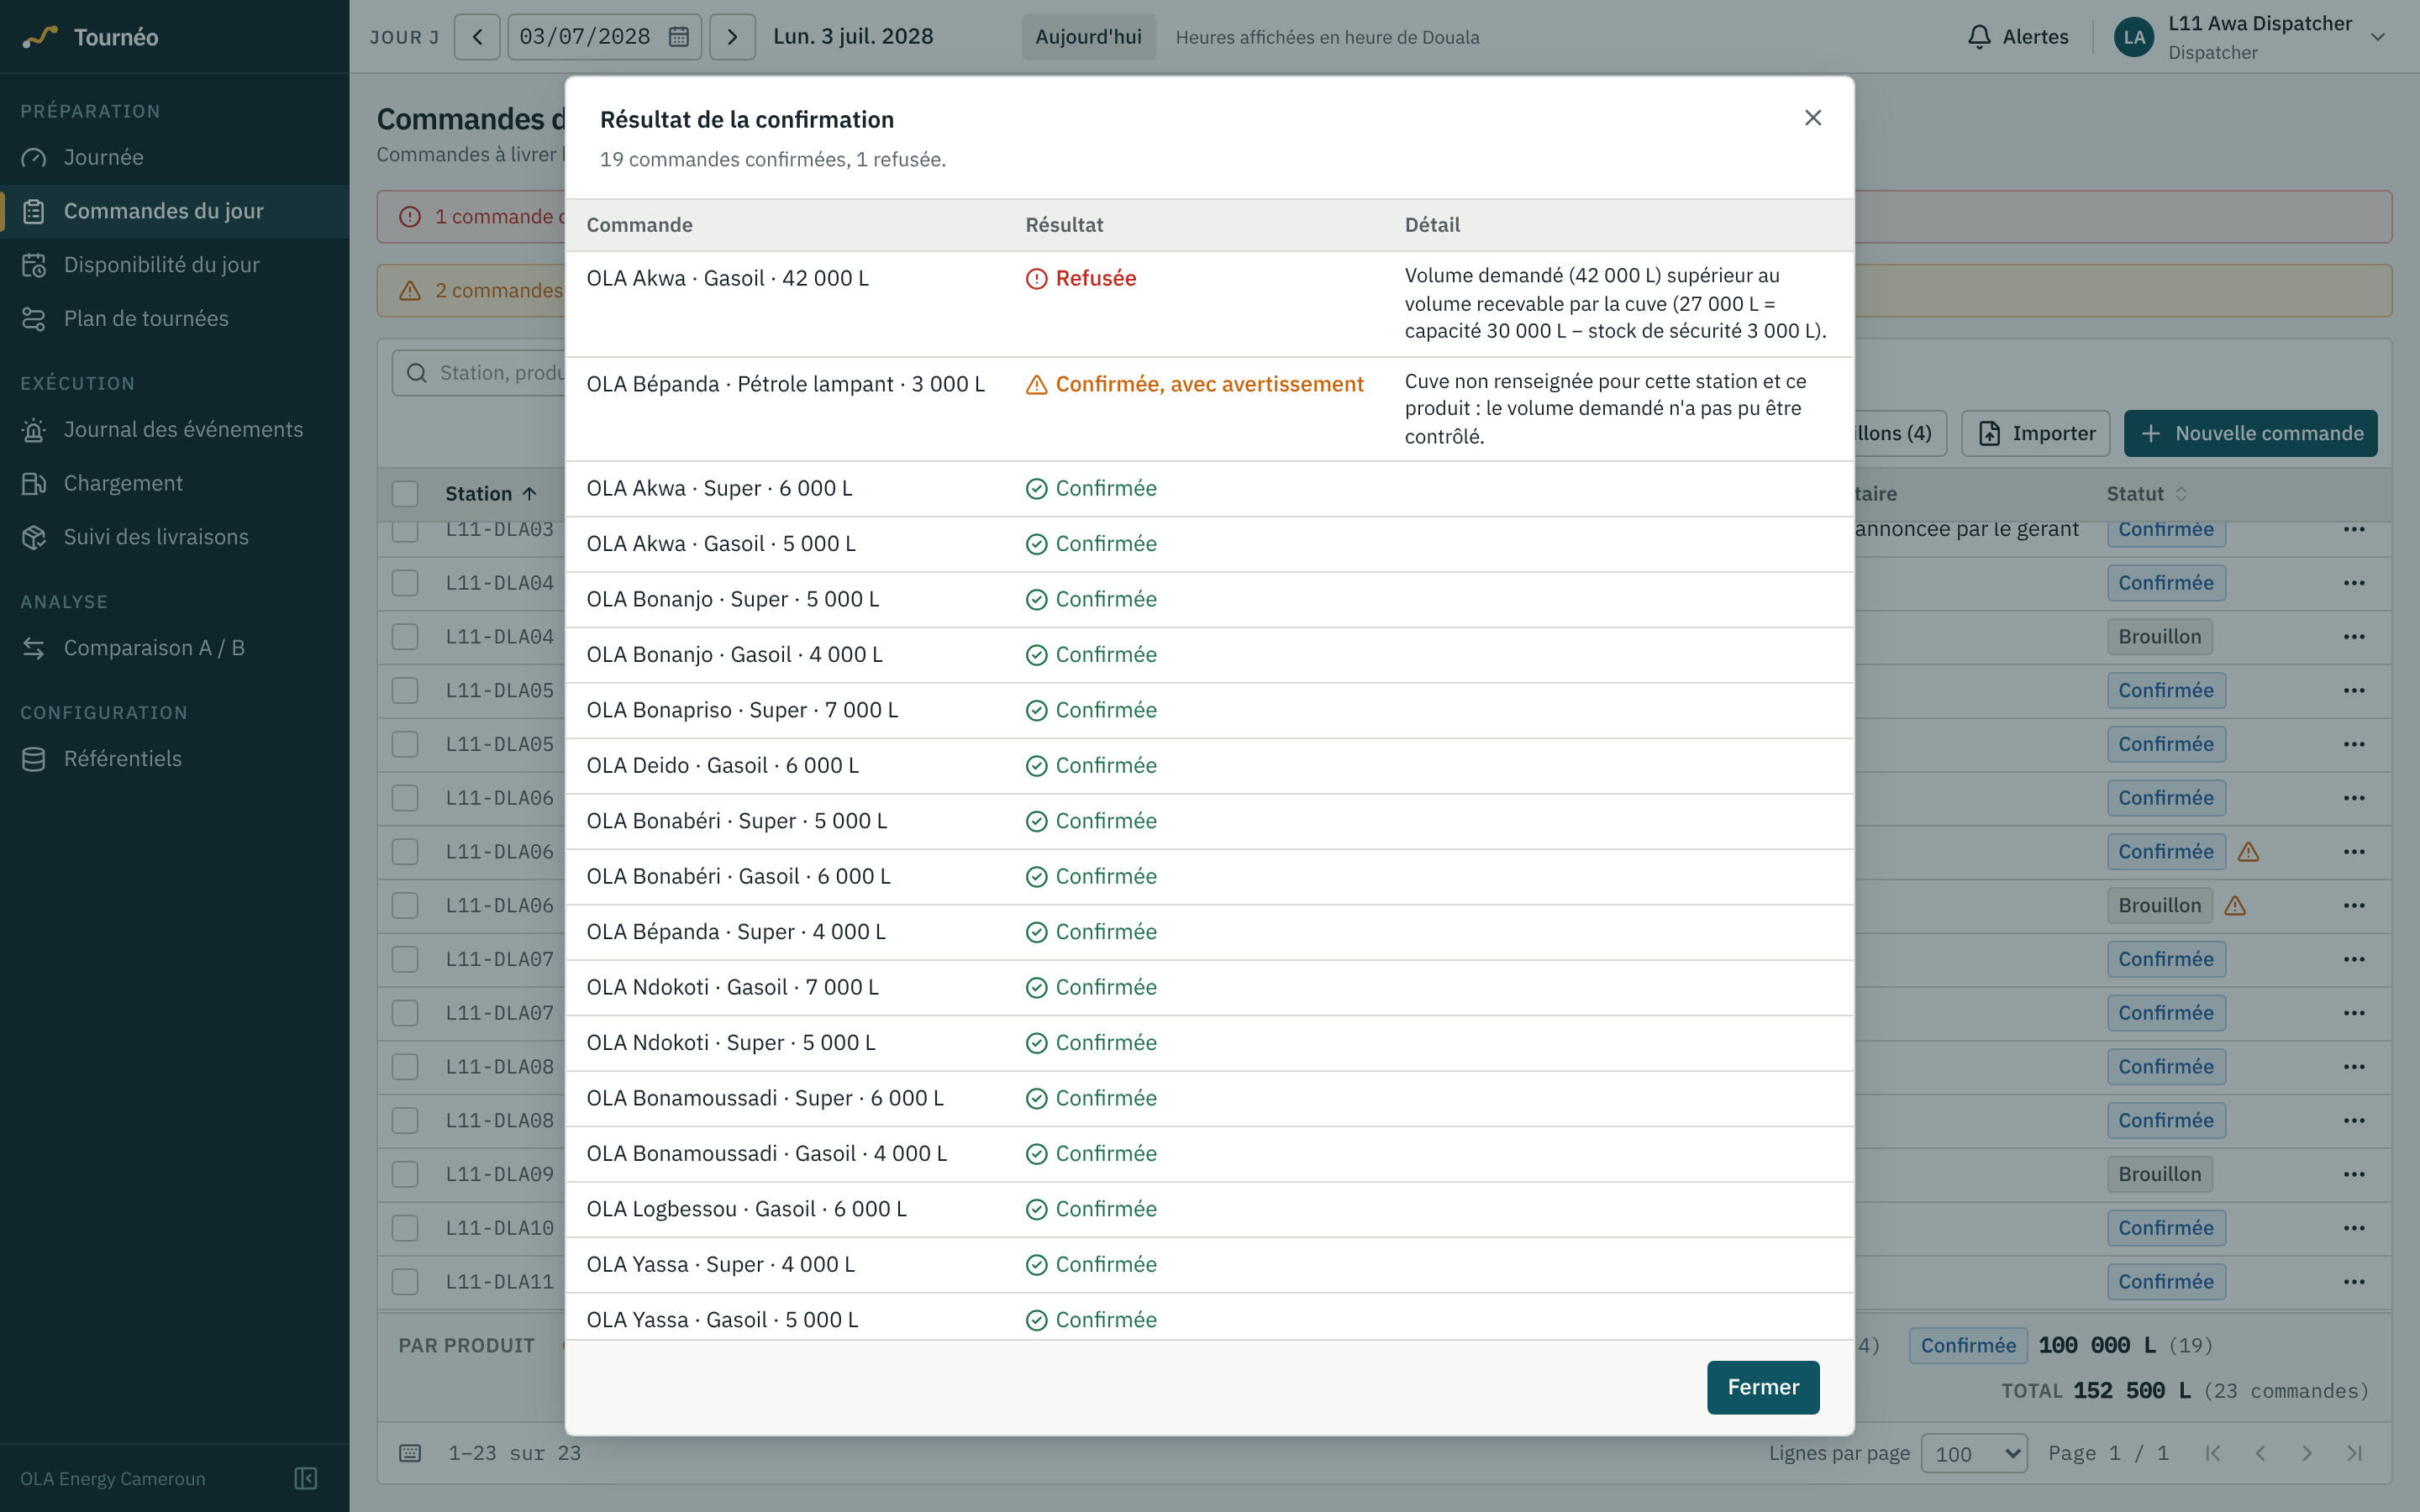 Tournéo
JOUR J
03/07/2028
Lun. 3 juil. 2028
Aujourd'hui
Heures affichées en heure de Douala
Alertes
LA
L11 Awa Dispatcher
Dispatcher
PRÉPARATION
Journée
Commandes du jour
Disponibilité du jour
Plan de tournées
EXÉCUTION
Journal des événements
Chargement
Suivi des livraisons
ANALYSE
Comparaison A / B
CONFIGURATION
Référentiels
OLA Energy Cameroun
Commandes d
Commandes à livrer
1 commande
2 commandes
Station, produ
illons (4)
Importer
Nouvelle commande
Station
taire
Statut
L11-DLA03
annoncée par le gérant
Confirmée
L11-DLA04
Confirmée
L11-DLA04
Brouillon
L11-DLA05
Confirmée
L11-DLA05
Confirmée
L11-DLA06
Confirmée
L11-DLA06
Confirmée
L11-DLA06
Brouillon
L11-DLA07
Confirmée
L11-DLA07
Confirmée
L11-DLA08
Confirmée
L11-DLA08
Confirmée
L11-DLA09
Brouillon
L11-DLA10
Confirmée
L11-DLA11
Confirmée
PAR PRODUIT
4)
Confirmée 100 000 L (19)
TOTAL 152 500 L (23 commandes)
1–23 sur 23
Lignes par page
100
Page 1 / 1
Résultat de la confirmation
19 commandes confirmées, 1 refusée.
Commande
Résultat
Détail
OLA Akwa · Gasoil · 42 000 L
Refusée
Volume demandé (42 000 L) supérieur au
volume recevable par la cuve (27 000 L =
capacité 30 000 L – stock de sécurité 3 000 L).
OLA Bépanda · Pétrole lampant · 3 000 L
Confirmée, avec avertissement
Cuve non renseignée pour cette station et ce
produit : le volume demandé n'a pas pu être
contrôlé.
OLA Akwa · Super · 6 000 L
Confirmée
OLA Akwa · Gasoil · 5 000 L
Confirmée
OLA Bonanjo · Super · 5 000 L
Confirmée
OLA Bonanjo · Gasoil · 4 000 L
Confirmée
OLA Bonapriso · Super · 7 000 L
Confirmée
OLA Deido · Gasoil · 6 000 L
Confirmée
OLA Bonabéri · Super · 5 000 L
Confirmée
OLA Bonabéri · Gasoil · 6 000 L
Confirmée
OLA Bépanda · Super · 4 000 L
Confirmée
OLA Ndokoti · Gasoil · 7 000 L
Confirmée
OLA Ndokoti · Super · 5 000 L
Confirmée
OLA Bonamoussadi · Super · 6 000 L
Confirmée
OLA Bonamoussadi · Gasoil · 4 000 L
Confirmée
OLA Logbessou · Gasoil · 6 000 L
Confirmée
OLA Yassa · Super · 4 000 L
Confirmée
OLA Yassa · Gasoil · 5 000 L
Confirmée
Fermer